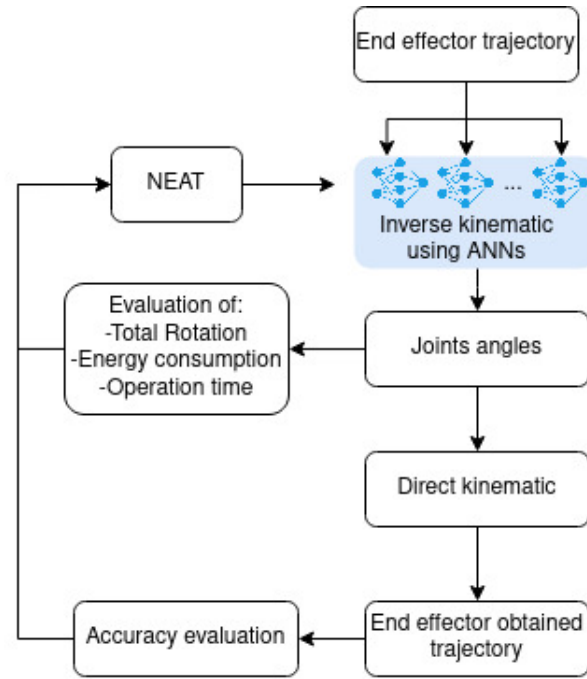 End effector trajectory
NEAT
...
Inverse kinematic
using ANNs
Evaluation of:
-Total Rotation
-Energy consumption
-Operation time
Joints angles
Direct kinematic
Accuracy evaluation
End effector obtained
trajectory